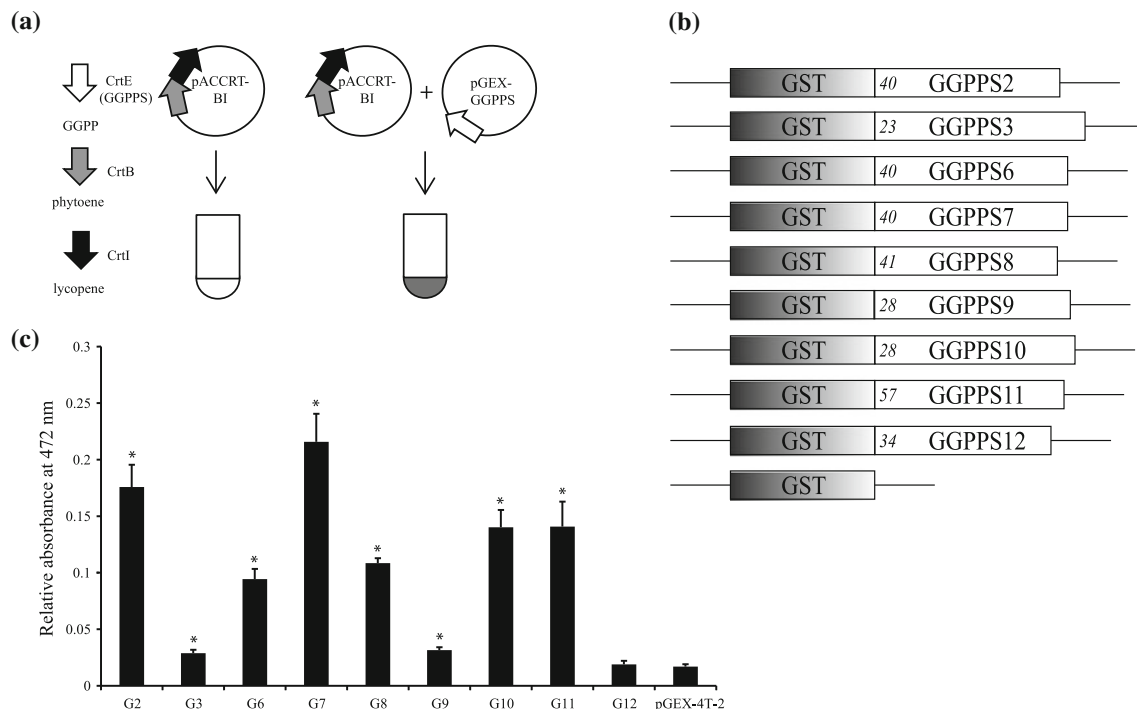 (a)
CrtE
(GGPPS)
GGPP
CrtB
phytoene
CrtI
lycopene
pACCRT-
BI
pACCRT-
BI
+
pGEX-
GGPPS
(b)
GST 40 GGPPS2
GST 23 GGPPS3
GST 40 GGPPS6
GST 40 GGPPS7
GST 41 GGPPS8
GST 28 GGPPS9
GST 28 GGPPS10
GST 57 GGPPS11
GST 34 GGPPS12
GST
(c)
Relative absorbance at 472 nm
0.3
0.25
0.2
0.15
0.1
0.05
0
* * * * * * * *
G2 G3 G6 G7 G8 G9 G10 G11 G12 pGEX-4T-2